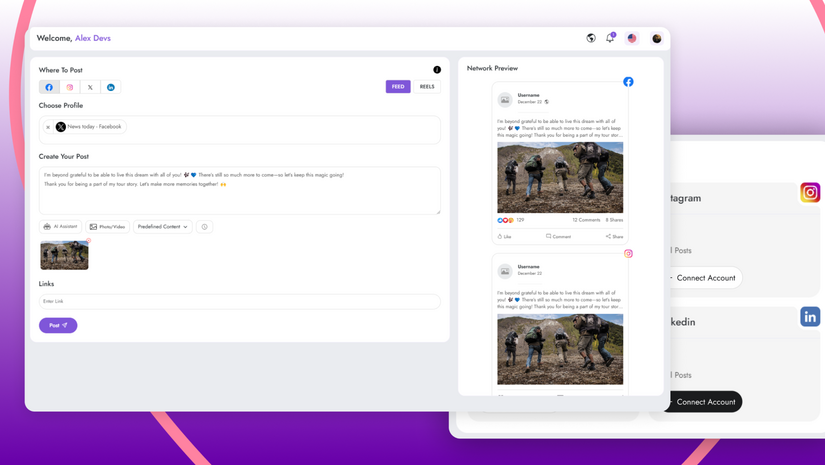 Welcome, Alex Devs
Where To Post
FEED
REELS
Choose Profile
× X News today - Facebook
Create Your Post
I'm beyond grateful to be able to live this dream with all of you! 🎸 💙 There's still so much more to come—so let's keep this magic going!
Thank you for being a part of my tour story. Let's make more memories together! 🙌
AI Assistant
Photo/Video
Predefined Content
Links
Enter Link
Post
Network Preview
Username
December 22
I'm beyond grateful to be able to live this dream with all of
you! 🎸 💙 There's still so much more to come—so let's keep
this magic going! Thank you for being a part of my tour stor...
129
12 Comments
8 Shares
Like
Comment
Share
Username
December 22
I'm beyond grateful to be able to live this dream with all of
you! 🎸 💙 There's still so much more to come—so let's keep
this magic going! Thank you for being a part of my tour stor...
tagram
Posts
Connect Account
kedin
Posts
Connect Account